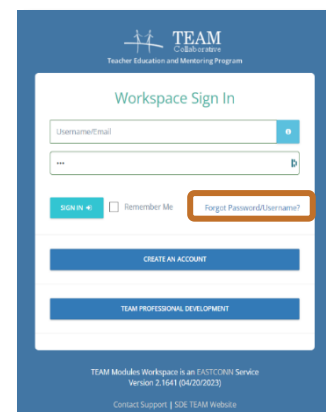 TEAM
Collaborative
Teacher Education and Mentoring Program
Workspace Sign In
Username/Email
SIGN IN
Remember Me
Forgot Password/Username?
CREATE AN ACCOUNT
TEAM PROFESSIONAL DEVELOPMENT
TEAM Modules Workspace is an EASTCONN Service
Version 2.1641 (04/20/2023)
Contact Support | SDE TEAM Website